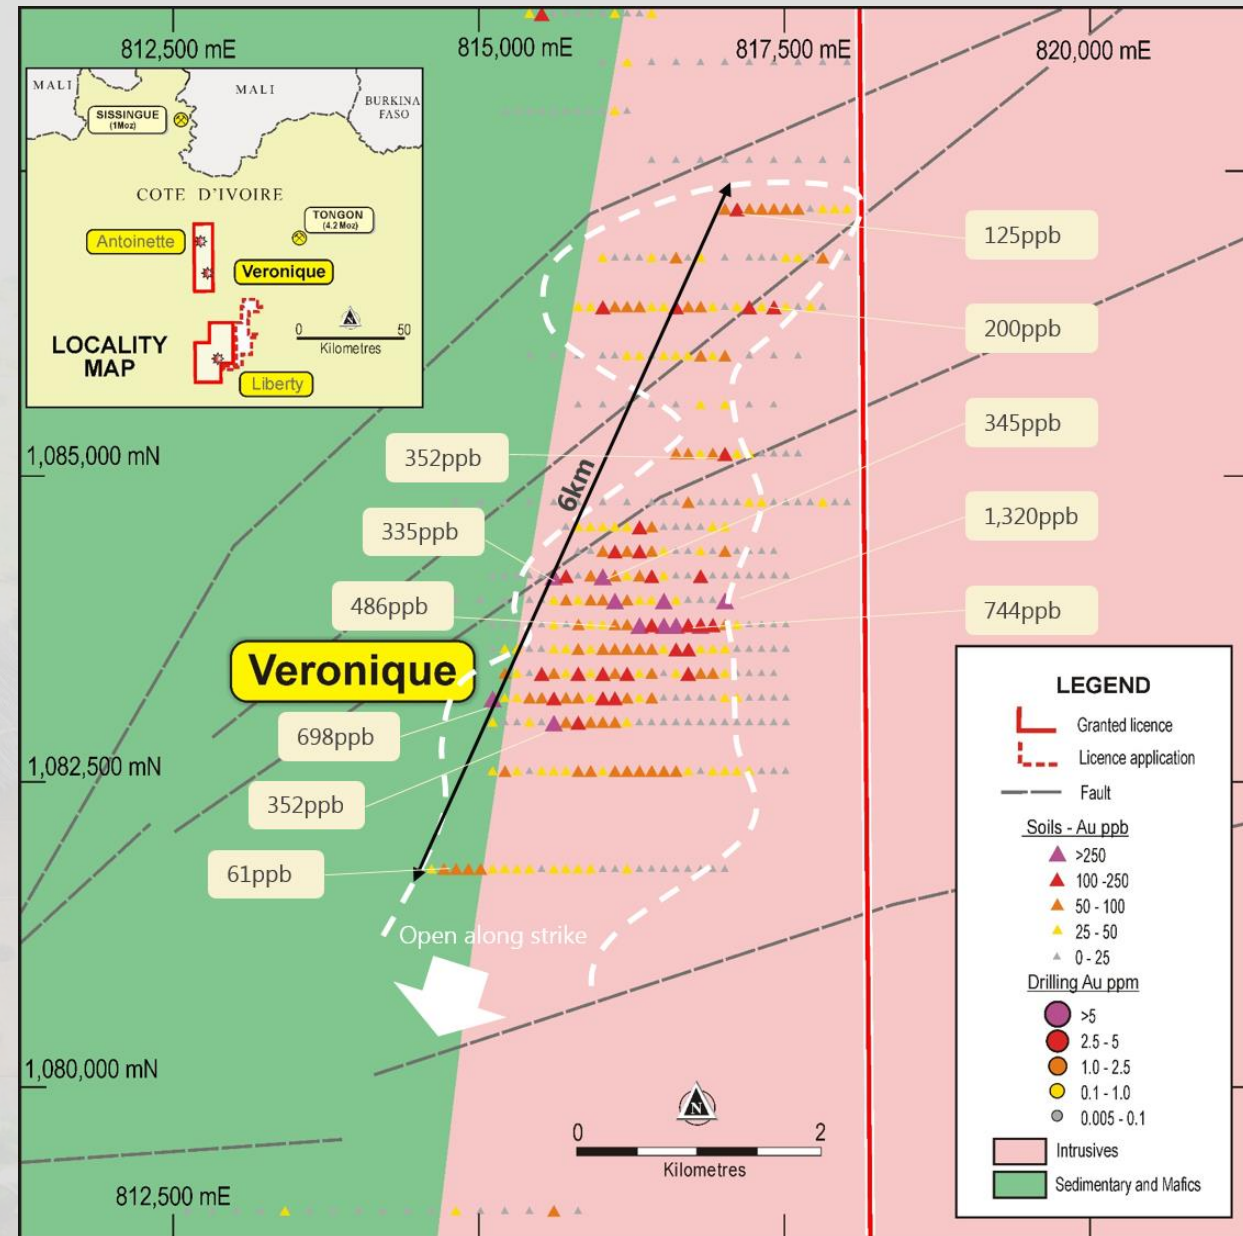 812,500 mE
815,000 mE
817,500 mE
820,000 mE
MALI
MALI
BURKINA
FASO
SISSINGUE
(1Moz)
COTE D'IVOIRE
TONGON
(4.2 Moz)
Antoinette
Veronique
N
0
50
Kilometres
LOCALITY
MAP
Liberty
125ppb
200ppb
345ppb
1,085,000 mN
352ppb
6km
1,320ppb
335ppb
486ppb
744ppb
Veronique
698ppb
1,082,500 mN
352ppb
61ppb
Open along strike
1,080,000 mN
N
0
2
Kilometres
812,500 mE
LEGEND
Granted licence
Licence application
Fault
Soils - Au ppb
>250
100 -250
50 - 100
25 - 50
0 - 25
Drilling Au ppm
>5
2.5 - 5
1.0 - 2.5
0.1 - 1.0
0.005 - 0.1
Intrusives
Sedimentary and Mafics